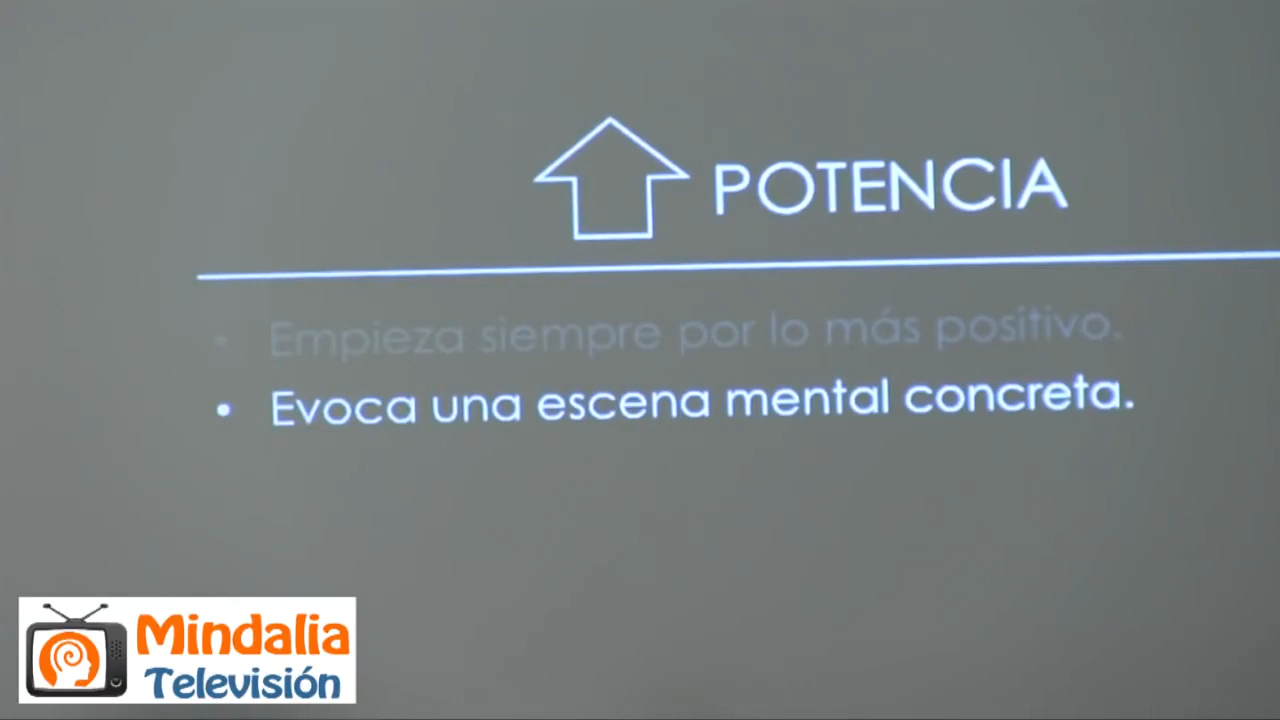 POTENCIA
• Empieza siempre por lo más positivo.
• Evoca una escena mental concreta.
Mindalia
Televisión